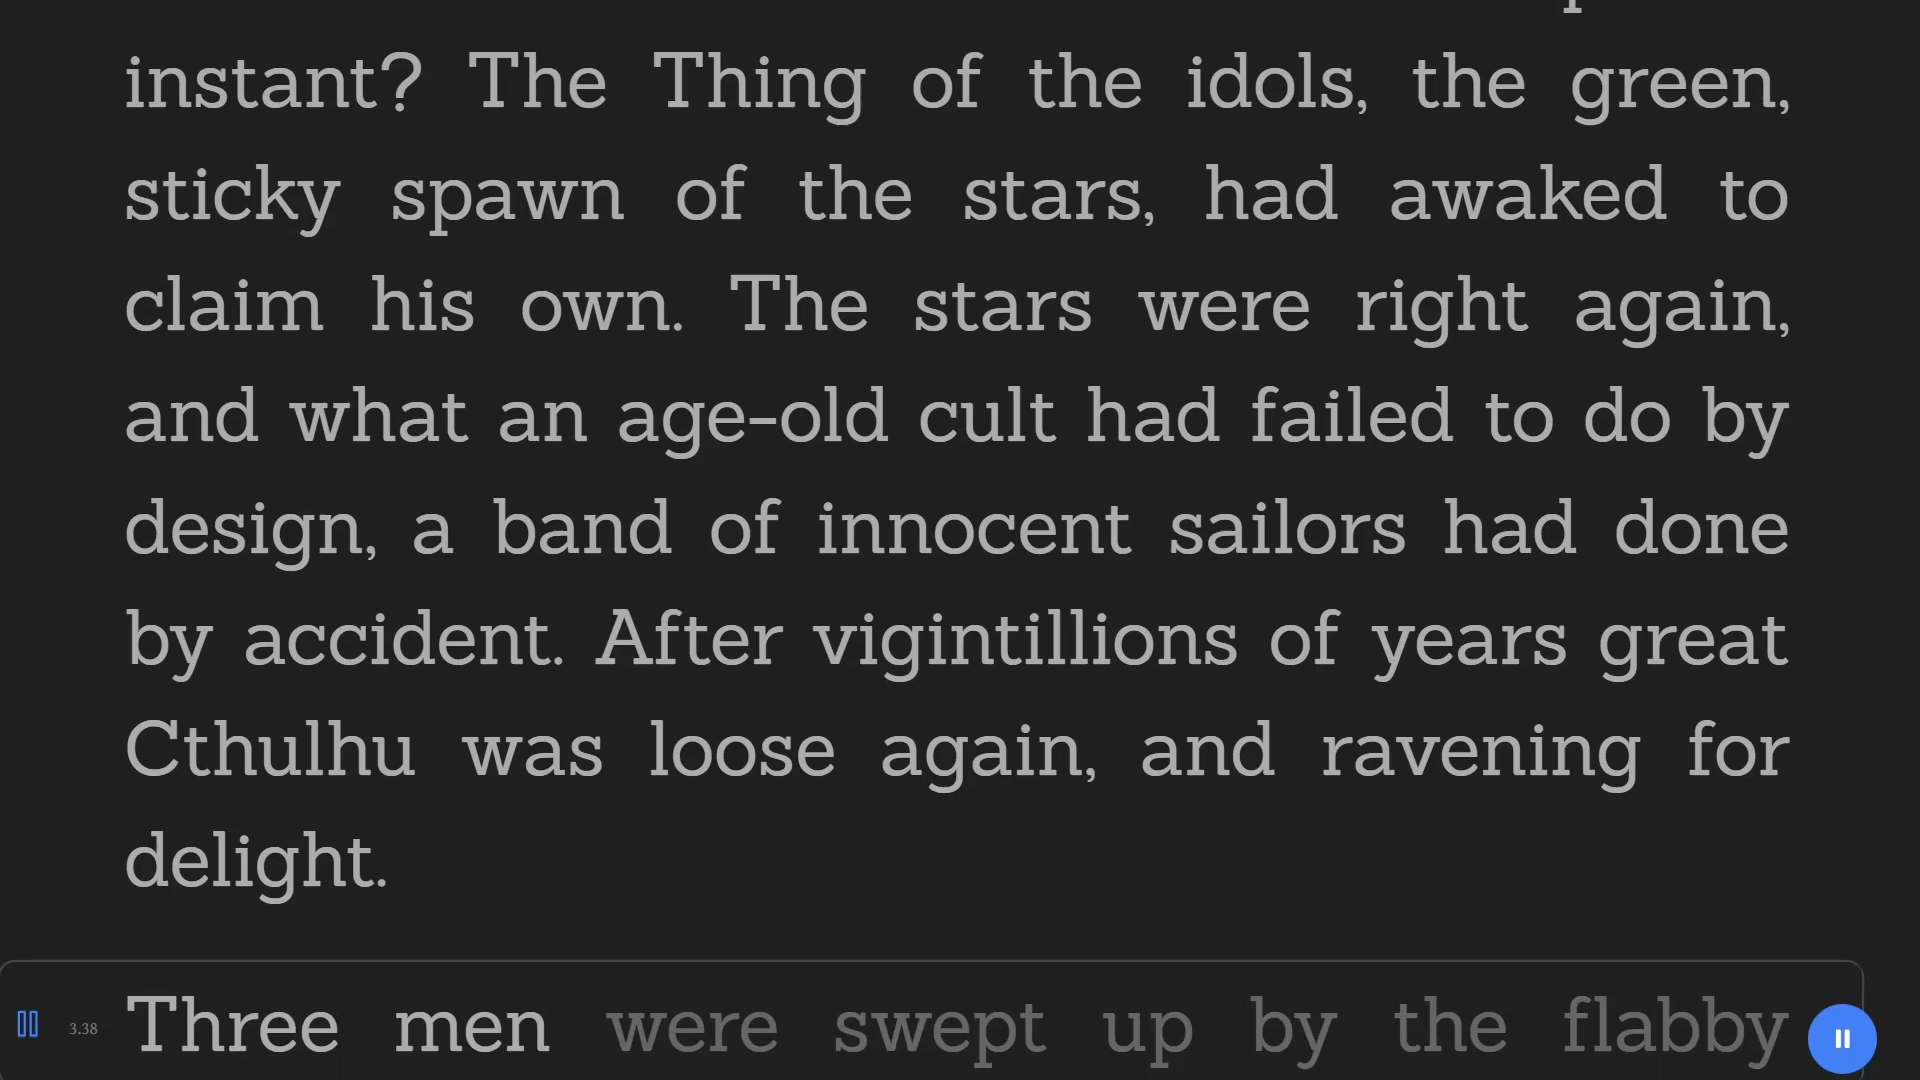 instant? The Thing of the idols, the green,
sticky spawn of the stars, had awaked to
claim his own. The stars were right again,
and what an age-old cult had failed to do by
design, a band of innocent sailors had done
by accident. After vigintillions of years great
Cthulhu was loose again, and ravening for
delight.
3.38
Three men were swept up by the flabby